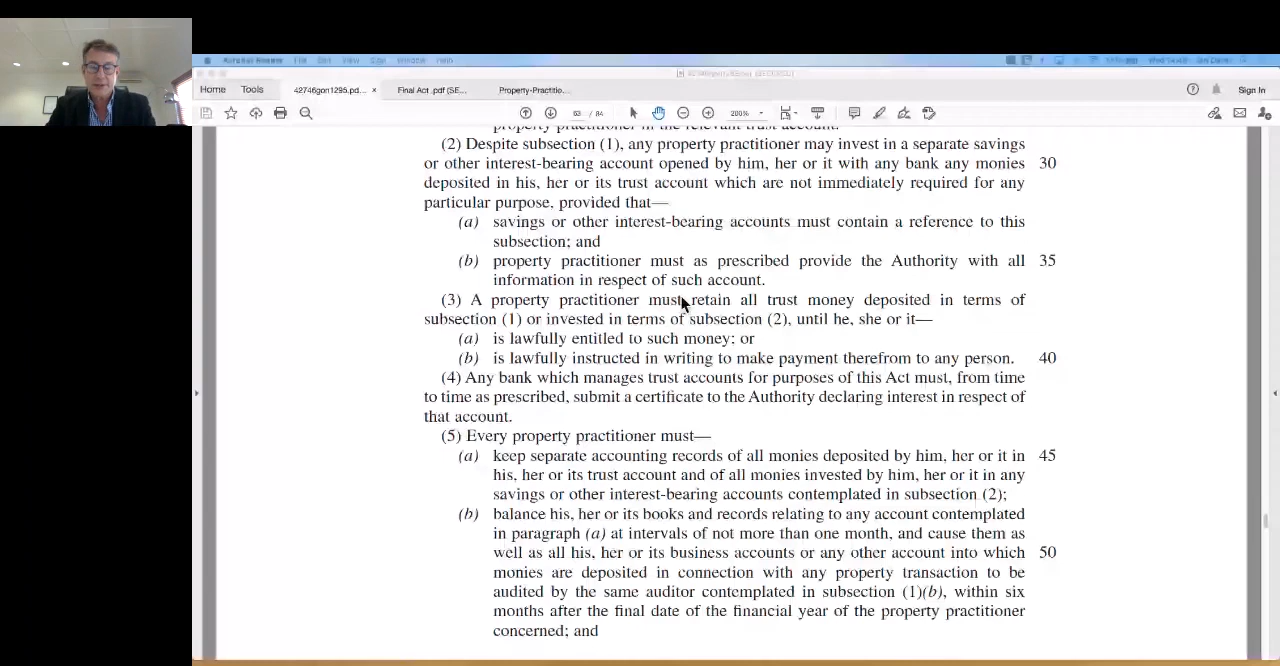 Home Tools 42746gon1295.pd... × Final Act .pdf (SE... Property-Practitio... Sign In
63 / 84 200%
property practitioner in the relevant trust account.
(2) Despite subsection (1), any property practitioner may invest in a separate savings
or other interest-bearing account opened by him, her or it with any bank any monies 30
deposited in his, her or its trust account which are not immediately required for any
particular purpose, provided that—
(a) savings or other interest-bearing accounts must contain a reference to this
subsection; and
(b) property practitioner must as prescribed provide the Authority with all 35
information in respect of such account.
(3) A property practitioner must retain all trust money deposited in terms of
subsection (1) or invested in terms of subsection (2), until he, she or it—
(a) is lawfully entitled to such money; or
(b) is lawfully instructed in writing to make payment therefrom to any person. 40
(4) Any bank which manages trust accounts for purposes of this Act must, from time
to time as prescribed, submit a certificate to the Authority declaring interest in respect of
that account.
(5) Every property practitioner must—
(a) keep separate accounting records of all monies deposited by him, her or it in 45
his, her or its trust account and of all monies invested by him, her or it in any
savings or other interest-bearing accounts contemplated in subsection (2);
(b) balance his, her or its books and records relating to any account contemplated
in paragraph (a) at intervals of not more than one month, and cause them as
well as all his, her or its business accounts or any other account into which 50
monies are deposited in connection with any property transaction to be
audited by the same auditor contemplated in subsection (1)(b), within six
months after the final date of the financial year of the property practitioner
concerned; and